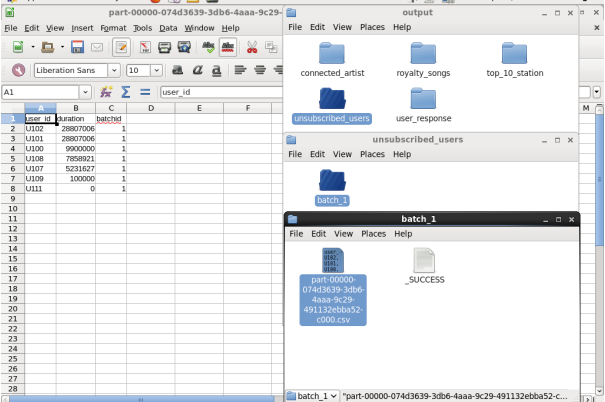 part-00000-074d3639-3db6-4aaa-9c29-
File Edit View Insert Format Tools Data Window Help
Liberation Sans 10
A1 user_id
A B C D E F M
1 user_id duration batchid
2 U102 28807006 1
3 U101 28807006 1
4 U100 9900000 1
5 U108 7858921 1
6 U107 5231627 1
7 U109 100000 1
8 U111 0 1
9
10
11
12
13
14
15
16
17
18
19
20
21
22
23
24
25
26
27
28
output
File Edit View Places Help
connected_artist royalty_songs top_10_station
unsubscribed_users user_response
unsubscribed_users
File Edit View Places Help
batch_1
batch_1
File Edit View Places Help
part-00000-
074d3639-3db6-
4aaa-9c29-
491132ebba52-
c000.csv
_SUCCESS
batch_1 "part-00000-074d3639-3db6-4aaa-9c29-491132ebba52-c...